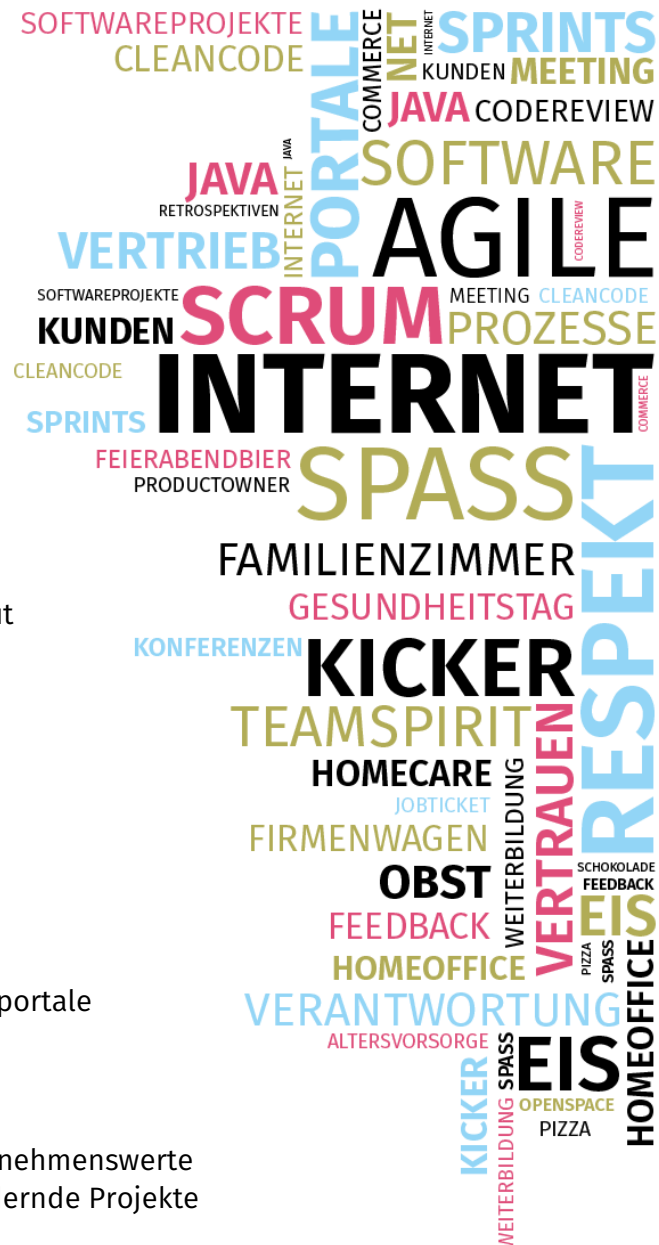 SOFTWAREPROJEKTE
CLEANCODE
PORTALE
COMMERCE
NET
INTERNET
SPRINTS
KUNDEN MEETING
JAVA CODEREVIEW
JAVA
SOFTWARE
JAVA
INTERNET
RETROSPEKTIVEN
AGILE
CODEREVIEW
VERTRIEB
SOFTWAREPROJEKTE
SCRUM
MEETING CLEANCODE
KUNDEN
PROZESSE
CLEANCODE
INTERNET
COMMERCE
SPRINTS
FEIERABENDBIER
SPASS
PRODUCTOWNER
RESPEKT
FAMILIENZIMMER
GESUNDHEITSTAG
KONFERENZEN
KICKER
TEAMSPIRIT
VERTRAUEN
HOMECARE
WEITERBILDUNG
JOBTICKET
FIRMENWAGEN
OBST
SCHOKOLADE
FEEDBACK
EIS
FEEDBACK
PIZZA
SPASS
HOMEOFFICE
HOMEOFFICE
portale
VERANTWORTUNG
ALTERSVORSORGE
KICKER
SPASS
EIS
WEITERBILDUNG
OPENSPACE
PIZZA
nehmenswerte
ernde Projekte